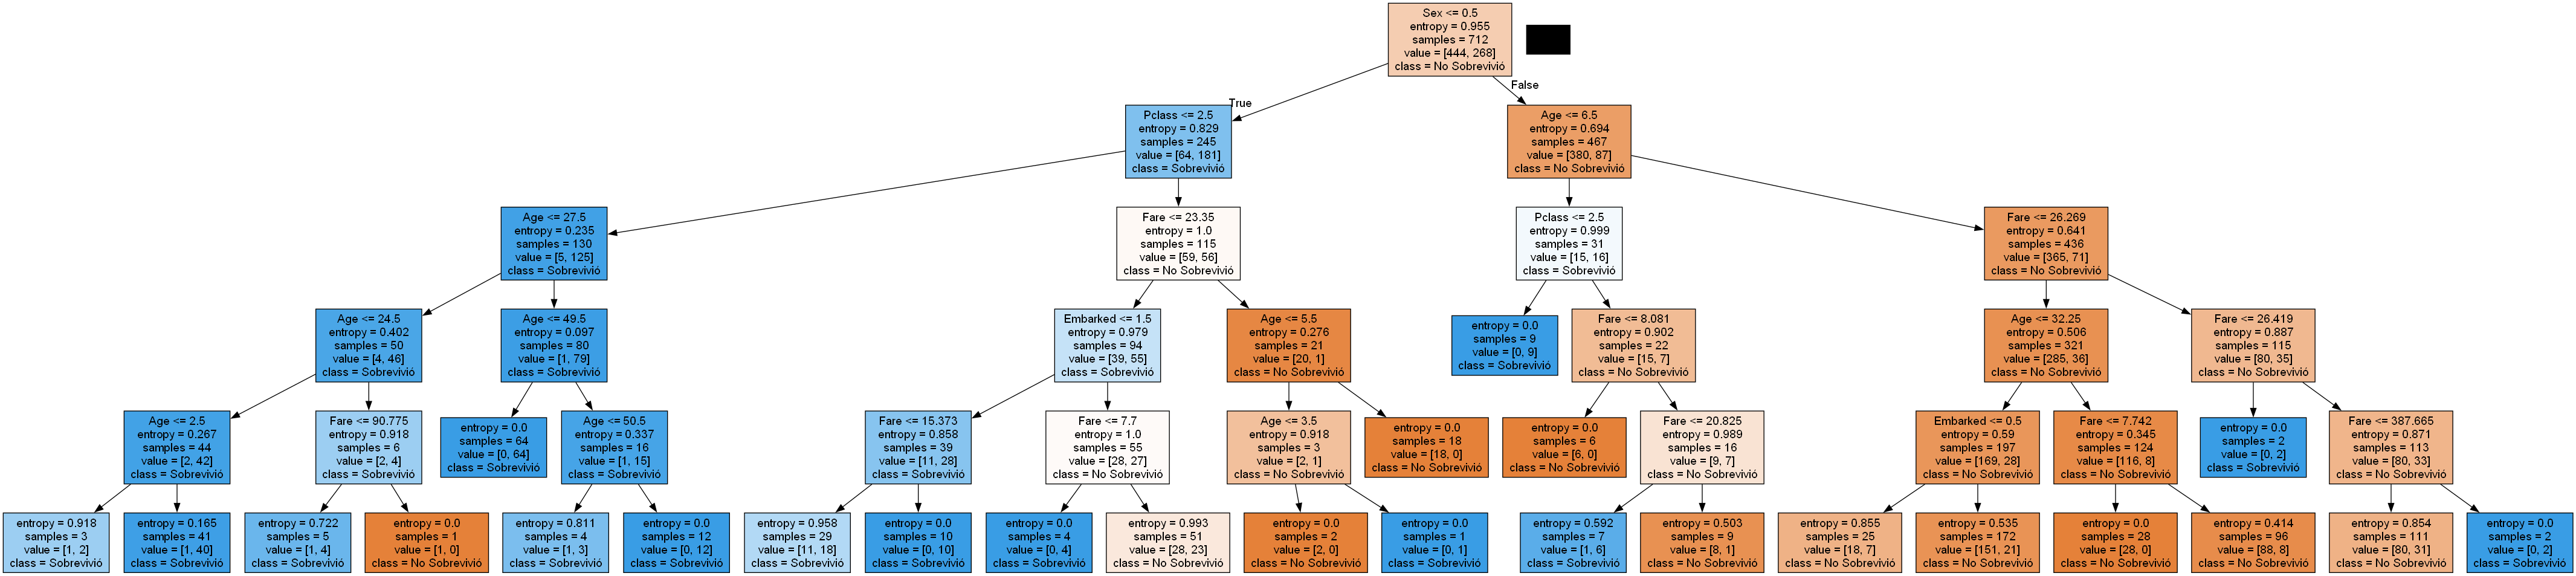 Sex <= 0.5
entropy = 0.955
samples = 712
value = [444, 268]
class = No Sobrevivió
True
False
Pclass <= 2.5
entropy = 0.829
samples = 245
value = [64, 181]
class = Sobrevivió
Age <= 6.5
entropy = 0.694
samples = 467
value = [380, 87]
class = No Sobrevivió
Age <= 27.5
entropy = 0.235
samples = 130
value = [5, 125]
class = Sobrevivió
Fare <= 23.35
entropy = 1.0
samples = 115
value = [59, 56]
class = No Sobrevivió
Pclass <= 2.5
entropy = 0.999
samples = 31
value = [15, 16]
class = Sobrevivió
Fare <= 26.269
entropy = 0.641
samples = 436
value = [365, 71]
class = No Sobrevivió
Age <= 24.5
entropy = 0.402
samples = 50
value = [4, 46]
class = Sobrevivió
Age <= 49.5
entropy = 0.097
samples = 80
value = [1, 79]
class = Sobrevivió
Embarked <= 1.5
entropy = 0.979
samples = 94
value = [39, 55]
class = Sobrevivió
Age <= 5.5
entropy = 0.276
samples = 21
value = [20, 1]
class = No Sobrevivió
entropy = 0.0
samples = 9
value = [0, 9]
class = Sobrevivió
Fare <= 8.081
entropy = 0.902
samples = 22
value = [15, 7]
class = No Sobrevivió
Age <= 32.25
entropy = 0.506
samples = 321
value = [285, 36]
class = No Sobrevivió
Fare <= 26.419
entropy = 0.887
samples = 115
value = [80, 35]
class = No Sobrevivió
Age <= 2.5
entropy = 0.267
samples = 44
value = [2, 42]
class = Sobrevivió
Fare <= 90.775
entropy = 0.918
samples = 6
value = [2, 4]
class = Sobrevivió
entropy = 0.0
samples = 64
value = [0, 64]
class = Sobrevivió
Age <= 50.5
entropy = 0.337
samples = 16
value = [1, 15]
class = Sobrevivió
Fare <= 15.373
entropy = 0.858
samples = 39
value = [11, 28]
class = Sobrevivió
Fare <= 7.7
entropy = 1.0
samples = 55
value = [28, 27]
class = No Sobrevivió
Age <= 3.5
entropy = 0.918
samples = 3
value = [2, 1]
class = No Sobrevivió
entropy = 0.0
samples = 18
value = [18, 0]
class = No Sobrevivió
entropy = 0.0
samples = 6
value = [6, 0]
class = No Sobrevivió
Fare <= 20.825
entropy = 0.989
samples = 16
value = [9, 7]
class = No Sobrevivió
Embarked <= 0.5
entropy = 0.59
samples = 197
value = [169, 28]
class = No Sobrevivió
Fare <= 7.742
entropy = 0.345
samples = 124
value = [116, 8]
class = No Sobrevivió
entropy = 0.0
samples = 2
value = [0, 2]
class = Sobrevivió
Fare <= 387.665
entropy = 0.871
samples = 113
value = [80, 33]
class = No Sobrevivió
entropy = 0.918
samples = 3
value = [1, 2]
class = Sobrevivió
entropy = 0.165
samples = 41
value = [1, 40]
class = Sobrevivió
entropy = 0.722
samples = 5
value = [1, 4]
class = Sobrevivió
entropy = 0.0
samples = 1
value = [1, 0]
class = No Sobrevivió
entropy = 0.811
samples = 4
value = [1, 3]
class = Sobrevivió
entropy = 0.0
samples = 12
value = [0, 12]
class = Sobrevivió
entropy = 0.958
samples = 29
value = [11, 18]
class = Sobrevivió
entropy = 0.0
samples = 10
value = [0, 10]
class = Sobrevivió
entropy = 0.0
samples = 4
value = [0, 4]
class = Sobrevivió
entropy = 0.993
samples = 51
value = [28, 23]
class = No Sobrevivió
entropy = 0.0
samples = 2
value = [2, 0]
class = No Sobrevivió
entropy = 0.0
samples = 1
value = [0, 1]
class = Sobrevivió
entropy = 0.592
samples = 7
value = [1, 6]
class = Sobrevivió
entropy = 0.503
samples = 9
value = [8, 1]
class = No Sobrevivió
entropy = 0.855
samples = 25
value = [18, 7]
class = No Sobrevivió
entropy = 0.535
samples = 172
value = [151, 21]
class = No Sobrevivió
entropy = 0.0
samples = 28
value = [28, 0]
class = No Sobrevivió
entropy = 0.414
samples = 96
value = [88, 8]
class = No Sobrevivió
entropy = 0.854
samples = 111
value = [80, 31]
class = No Sobrevivió
entropy = 0.0
samples = 2
value = [0, 2]
class = Sobrevivió